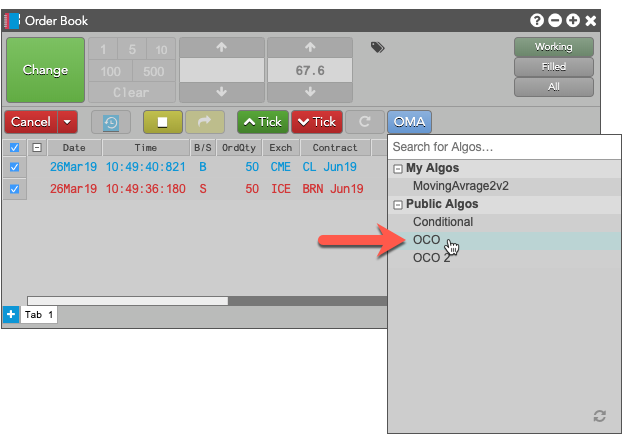 Order Book
1 5 10
Working
Change
67.6
Filled
100 500
Clear
All
Cancel Tick Tick OMA
Search for Algos...
Date Time B/S OrdQty Exch Contract
My Algos
26Mar19 10:49:40:821 B 50 CME CL Jun19
MovingAvrage2v2
26Mar19 10:49:36:180 S 50 ICE BRN Jun19
Public Algos
Conditional
OCO
OCO 2
Tab 1